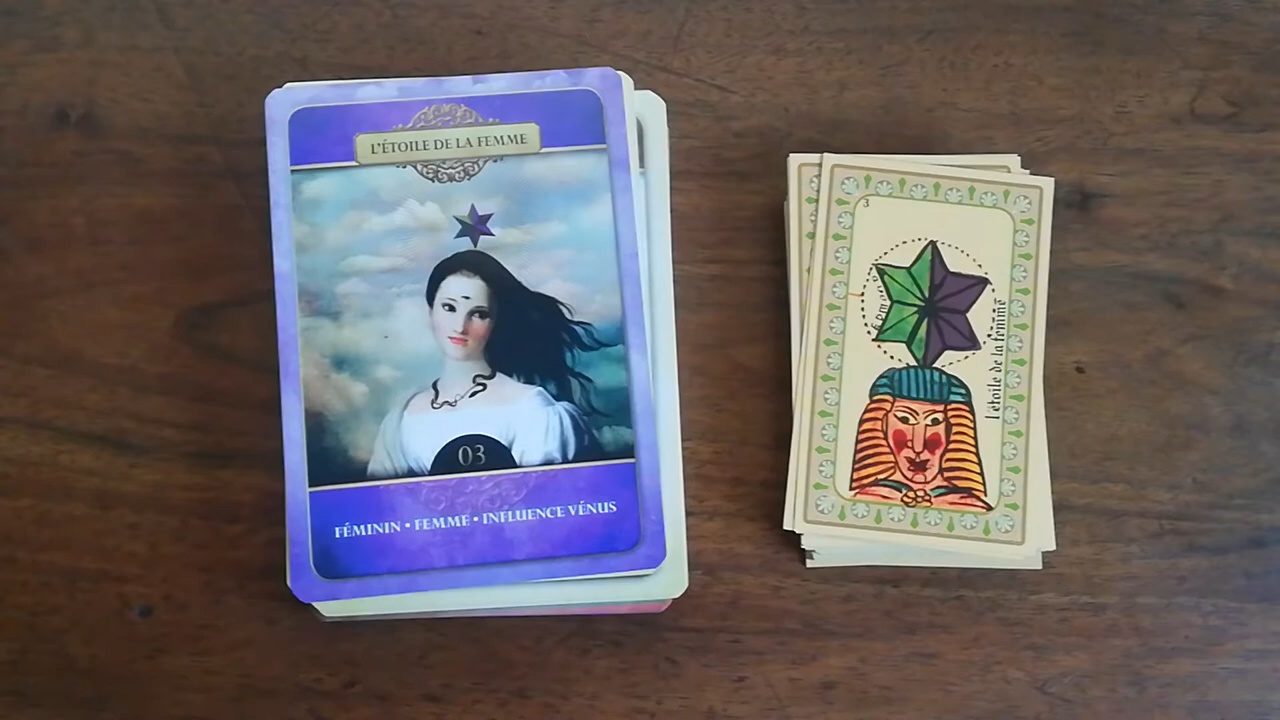 L'ÉTOILE DE LA FEMME
03
FÉMININ • FEMME • INFLUENCE VÉNUS
3
l'étoile de la femme